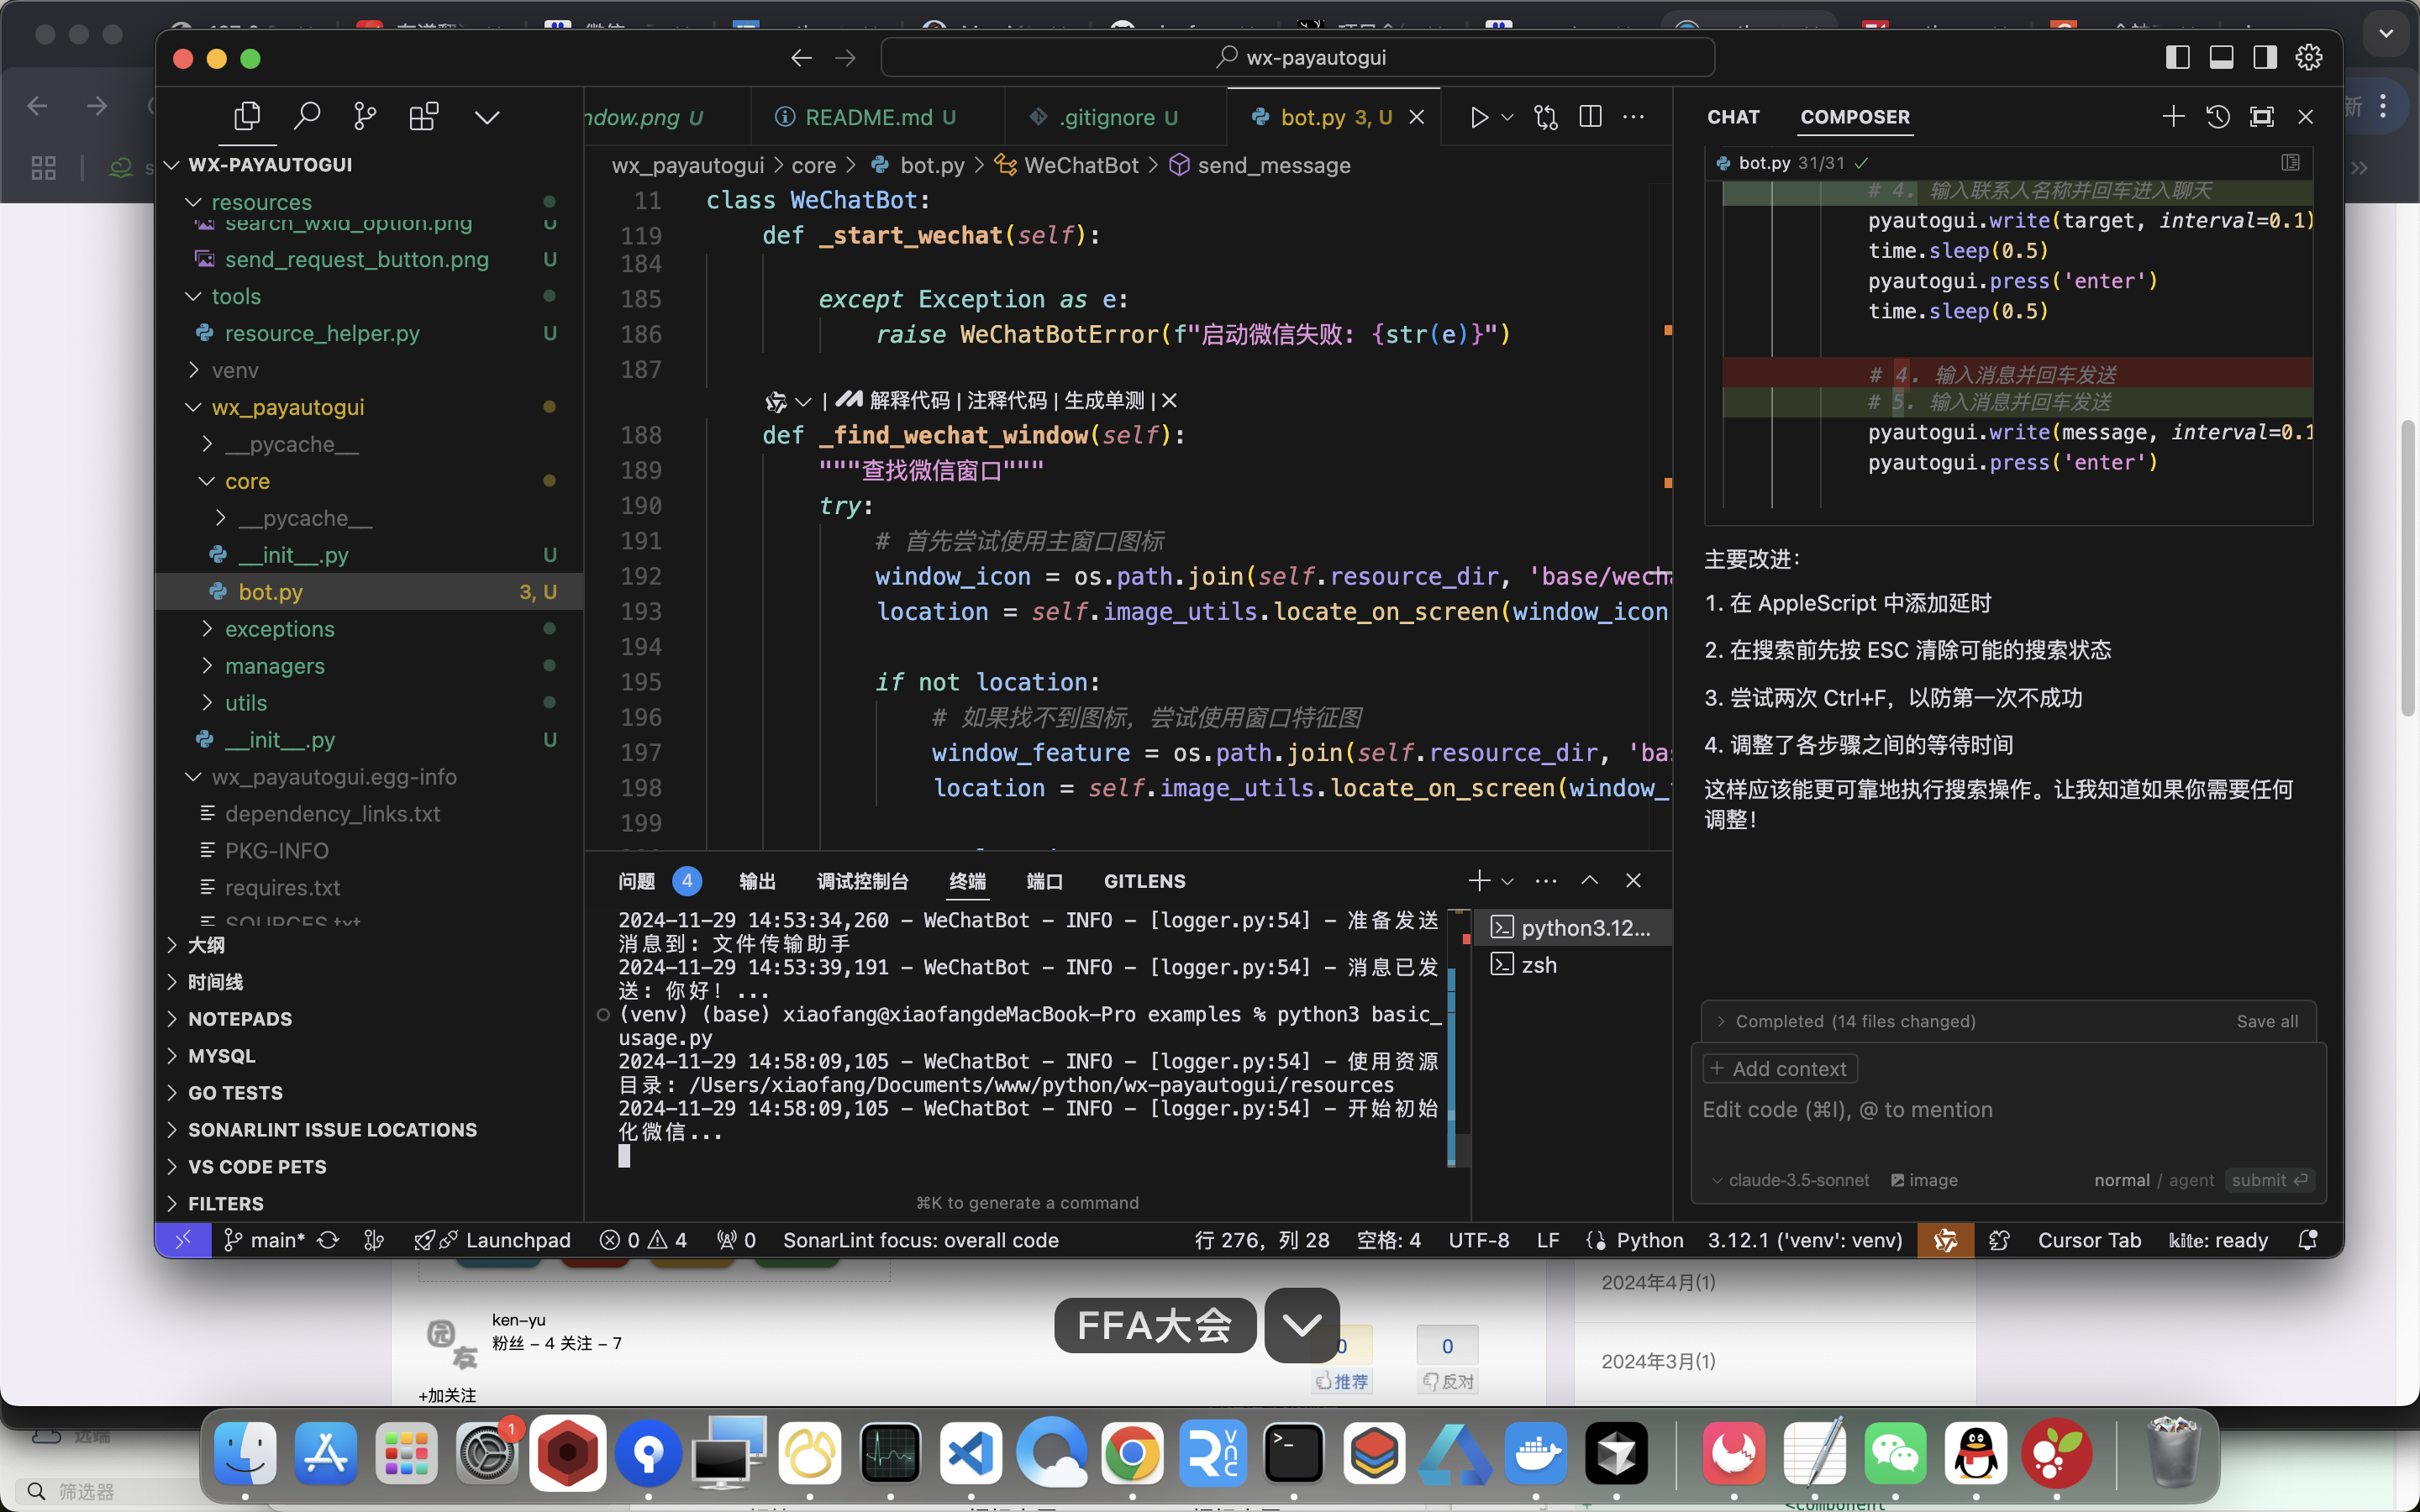 wx-payautogui
WX-PAYAUTOGUI
resources
search_wxid_option.png U
send_request_button.png U
tools
resource_helper.py U
venv
wx_payautogui
__pycache__
core
__pycache__
__init__.py U
bot.py 3, U
exceptions
managers
utils
__init__.py U
wx_payautogui.egg-info
dependency_links.txt
PKG-INFO
requires.txt
SOURCES.txt
大纲
时间线
NOTEPADS
MYSQL
GO TESTS
SONARLINT ISSUE LOCATIONS
VS CODE PETS
FILTERS
ndow.png U
README.md U
.gitignore U
bot.py 3, U
wx_payautogui > core > bot.py > WeChatBot > send_message
11 class WeChatBot:
119 def _start_wechat(self):
184
185 except Exception as e:
186 raise WeChatBotError(f"启动微信失败: {str(e)}")
187
| 解释代码 | 注释代码 | 生成单测 | ×
188 def _find_wechat_window(self):
189 """查找微信窗口"""
190 try:
191 # 首先尝试使用主窗口图标
192 window_icon = os.path.join(self.resource_dir, 'base/wech
193 location = self.image_utils.locate_on_screen(window_icon
194
195 if not location:
196 # 如果找不到图标, 尝试使用窗口特征图
197 window_feature = os.path.join(self.resource_dir, 'bas
198 location = self.image_utils.locate_on_screen(window_
199
问题 4 输出 调试控制台 终端 端口 GITLENS
2024-11-29 14:53:34,260 - WeChatBot - INFO - [logger.py:54] - 准备发送
消息到: 文件传输助手
2024-11-29 14:53:39,191 - WeChatBot - INFO - [logger.py:54] - 消息已发
送: 你好! ...
(venv) (base) xiaofang@xiaofangdeMacBook-Pro examples % python3 basic_
usage.py
2024-11-29 14:58:09,105 - WeChatBot - INFO - [logger.py:54] - 使用资源
目录: /Users/xiaofang/Documents/www/python/wx-payautogui/resources
2024-11-29 14:58:09,105 - WeChatBot - INFO - [logger.py:54] - 开始初始
化微信...
⌘K to generate a command
python3.12...
zsh
CHAT COMPOSER
bot.py 31/31 ✓
# 4. 输入联系人名称并回车进入聊天
pyautogui.write(target, interval=0.1)
time.sleep(0.5)
pyautogui.press('enter')
time.sleep(0.5)
# 4. 输入消息并回车发送
# 5. 输入消息并回车发送
pyautogui.write(message, interval=0.1
pyautogui.press('enter')
主要改进:
1. 在 AppleScript 中添加延时
2. 在搜索前先按 ESC 清除可能的搜索状态
3. 尝试两次 Ctrl+F，以防第一次不成功
4. 调整了各步骤之间的等待时间
这样应该能更可靠地执行搜索操作。让我知道如果你需要任何
调整!
Completed (14 files changed) Save all
+ Add context
Edit code (⌘I), @ to mention
claude-3.5-sonnet image normal / agent submit
main* Launchpad 0 4 0 SonarLint focus: overall code 行 276，列 28 空格: 4 UTF-8 LF Python 3.12.1 ('venv': venv) Cursor Tab kite: ready
ken-yu
粉丝 - 4 关注 - 7
+加关注
FFA大会
0
推荐
0
反对
2024年4月(1)
2024年3月(1)
远端
筛选器
1